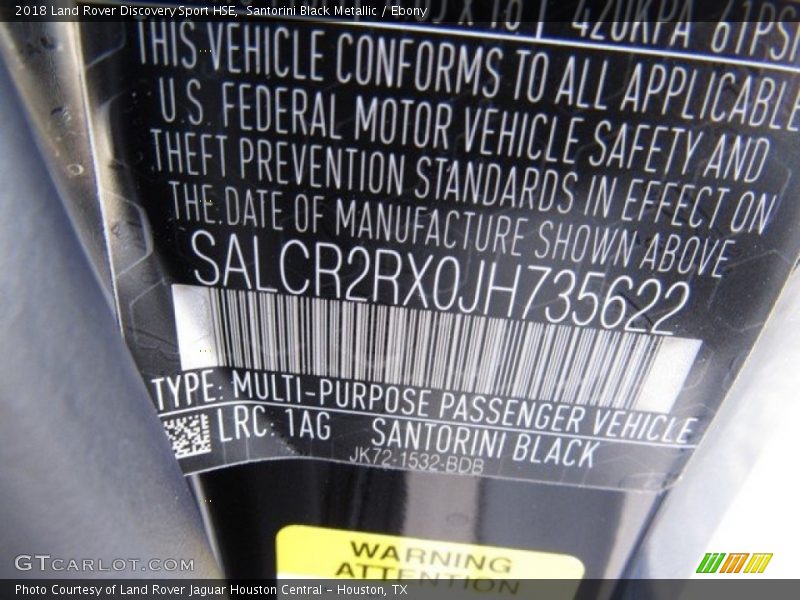 2018 Land Rover Discovery Sport HSE, Santorini Black Metallic / Ebony
420KPA 61PSI
THIS VEHICLE CONFORMS TO ALL APPLICABLE
U.S. FEDERAL MOTOR VEHICLE SAFETY AND
THEFT PREVENTION STANDARDS IN EFFECT ON
THE DATE OF MANUFACTURE SHOWN ABOVE
SALCR2RX0JH735622
TYPE: MULTI-PURPOSE PASSENGER VEHICLE
LRC: 1AG SANTORINI BLACK
JK72-1532-BDB
WARNING
ATTENTION
GTCARLOT.COM
Photo Courtesy of Land Rover Jaguar Houston Central - Houston, TX